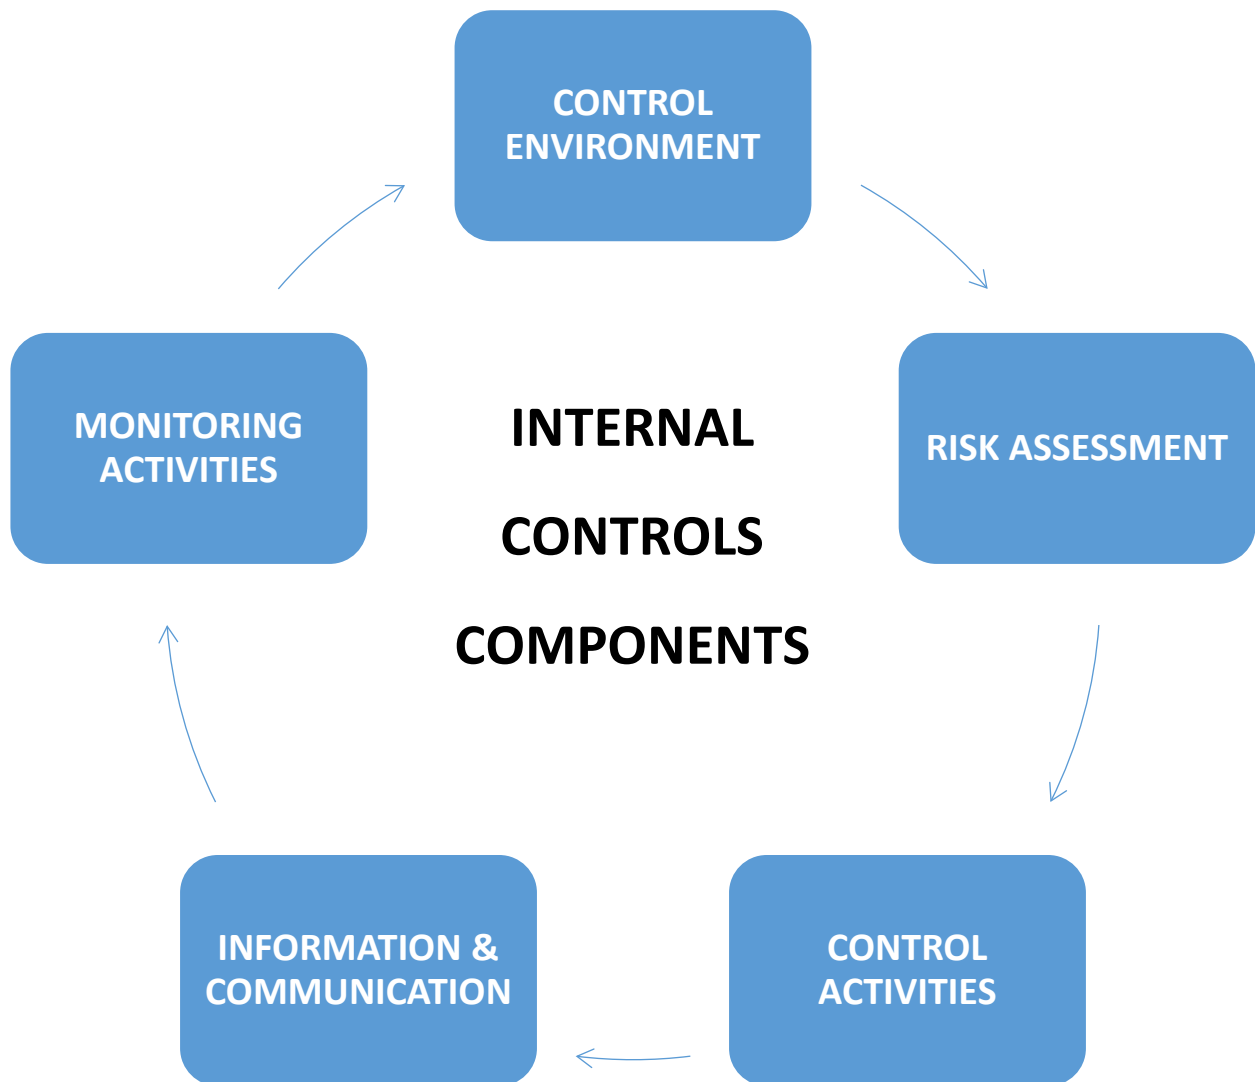 CONTROL
ENVIRONMENT
RISK ASSESSMENT
CONTROL
ACTIVITIES
INFORMATION &
COMMUNICATION
MONITORING
ACTIVITIES
INTERNAL
CONTROLS
COMPONENTS